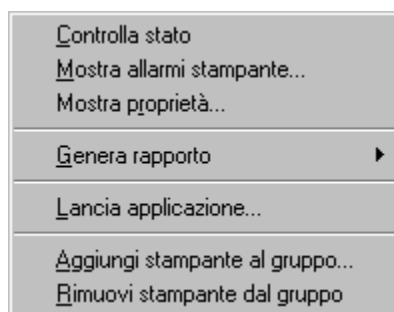 Controlla stato
Mostra allarmi stampante...
Mostra proprietà...
Genera rapporto
Lancia applicazione...
Aggiungi stampante al gruppo...
Rimuovi stampante dal gruppo